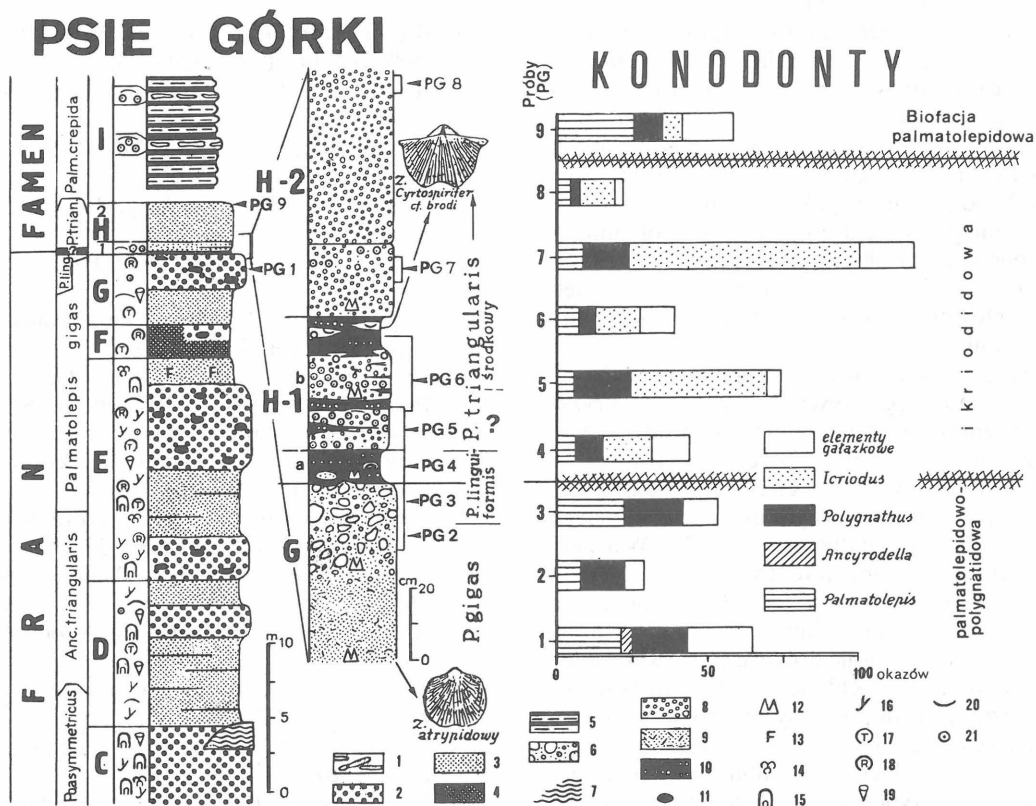 PSIE GÓRKI
KONODONTY
FAMEN
FRAN
Palm.crepida
P.trian.
P.ling.
gigas
Palmatolepis
Anc.triangularis
P.asymmetricus
I
2
H
1
G
F
E
D
C
PG 9
PG 1
F F
m
10
5
0
H-2
H-1
b
a
G
PG 8
PG 7
PG 6
PG 5
PG 4
PG 3
PG 2
Z.
Cyrtospirifer
cf. brodi
P. triangularis
środkowy
?
P.lingui-
formis
P.gigas
cm
20
0
Z.
atrypidowy
Próby
(PG)
9
8
7
6
5
4
3
2
1
0 50 100 okazów
Biofacja
palmatolepidowa
ikriodidowa
palmatolepidowo-
polygnatidowa
elementy
gałązkowe
Icriodus
Polygnathus
Ancyrodella
Palmatolepis
1
2
3
4
5
6
7
8
9
10
11
12
F 13
14
15
16
T 17
R 18
19
20
21